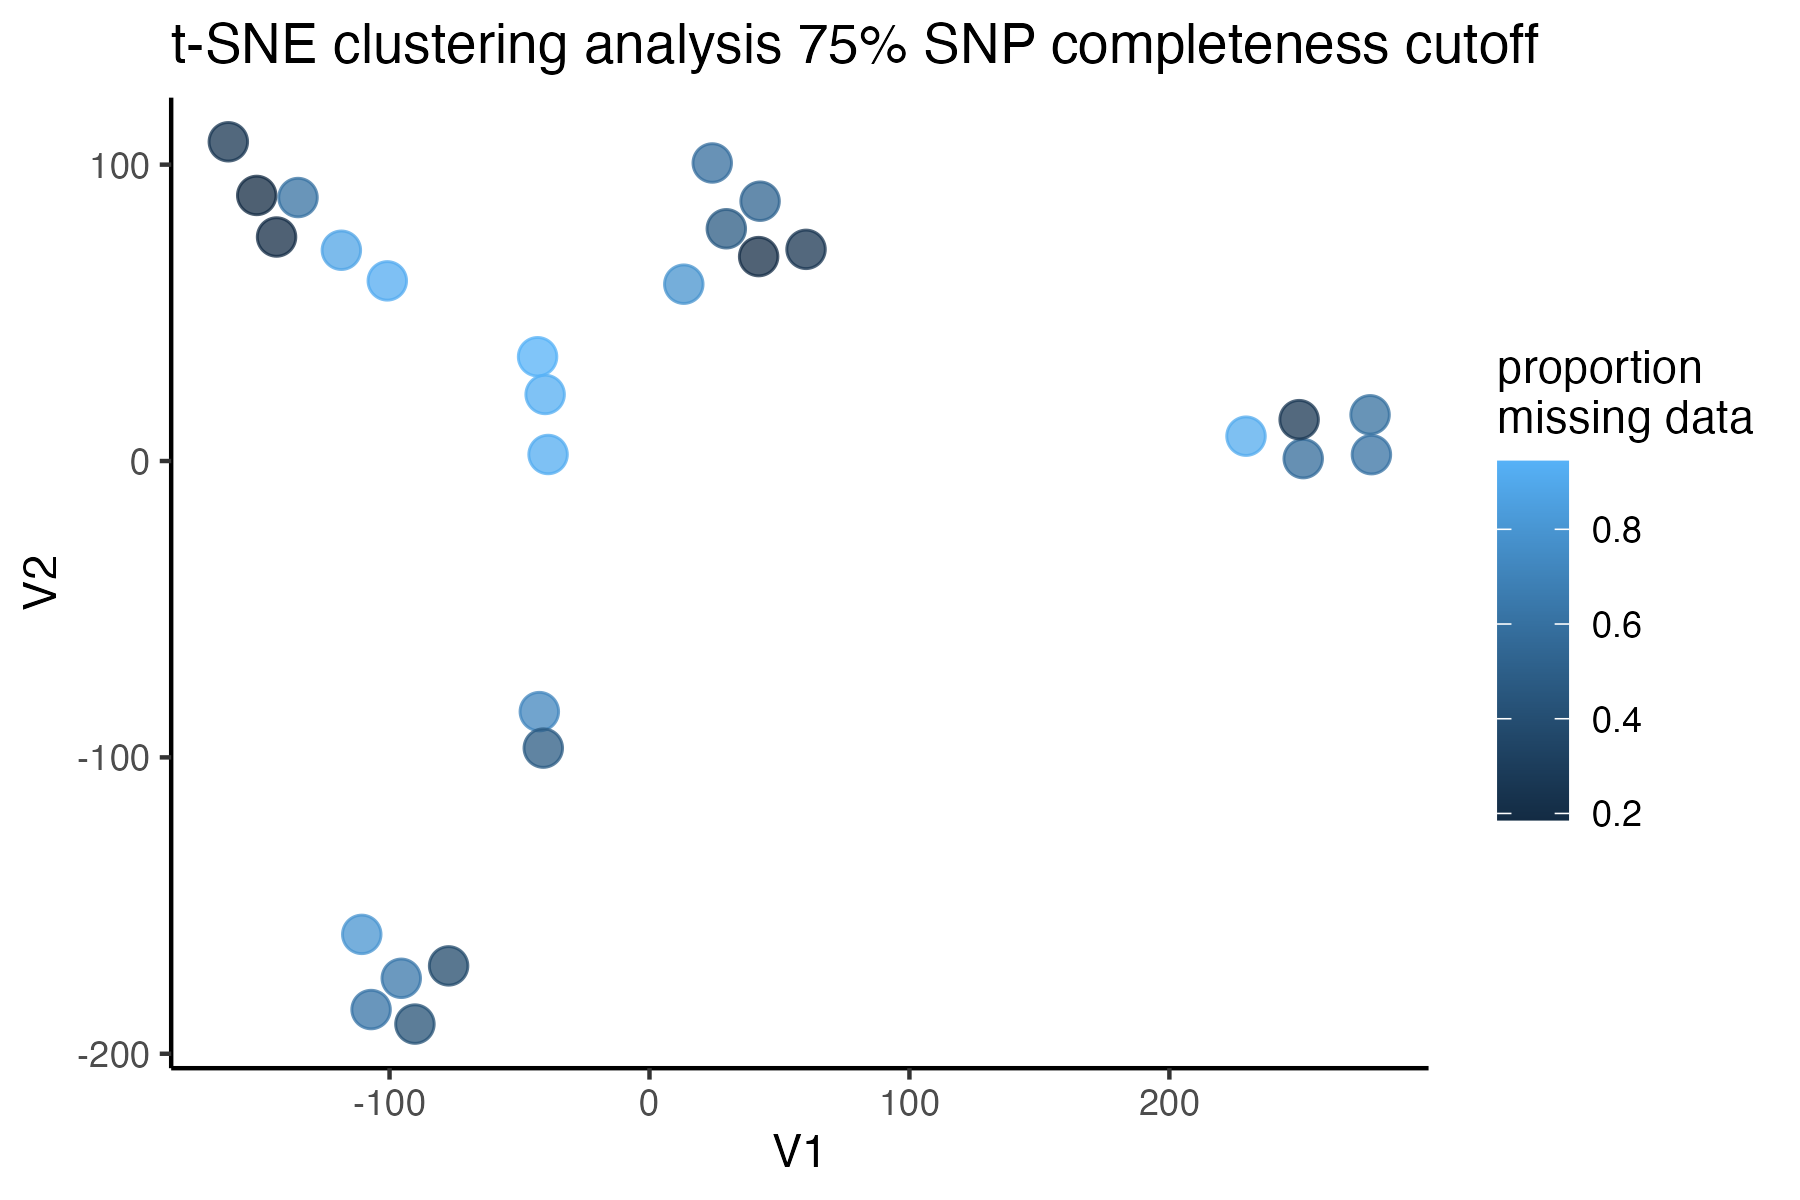 t-SNE clustering analysis 75% SNP completeness cutoff
100
0
-100
-200
V2
-100
0
100
200
V1
proportion
missing data
0.8
0.6
0.4
0.2